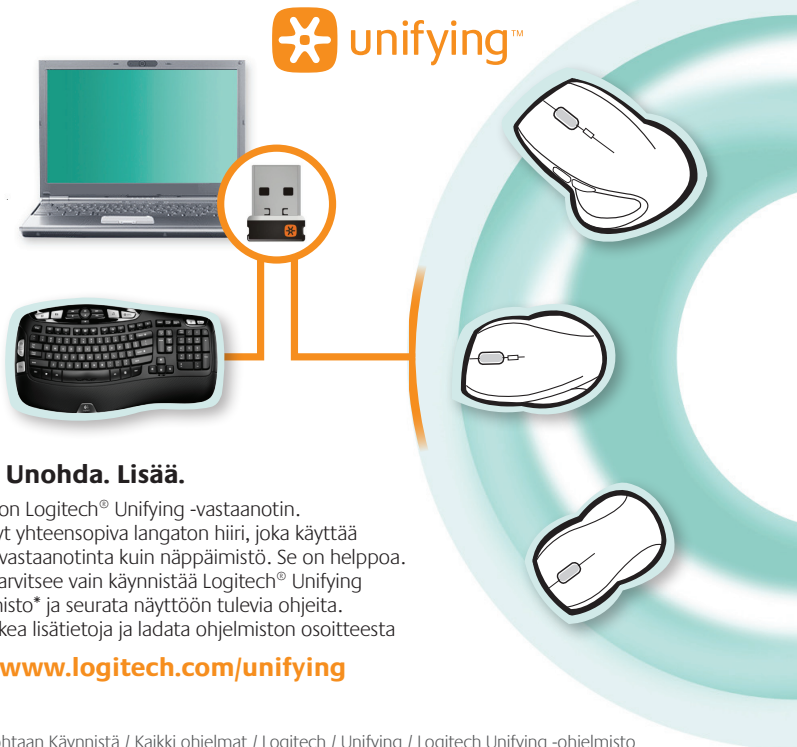 unifying™
Unohda. Lisää.
on Logitech® Unifying -vastaanotin.
yt yhteensopiva langaton hiiri, joka käyttää
vastaanotinta kuin näppäimistö. Se on helppoa.
arvitsee vain käynnistää Logitech® Unifying
misto* ja seurata näyttöön tulevia ohjeita.
kea lisätietoja ja ladata ohjelmiston osoitteesta
www.logitech.com/unifying
ohtaan Käynnistä / Kaikki ohjelmat / Logitech / Unifying / Logitech Unifying -ohjelmisto